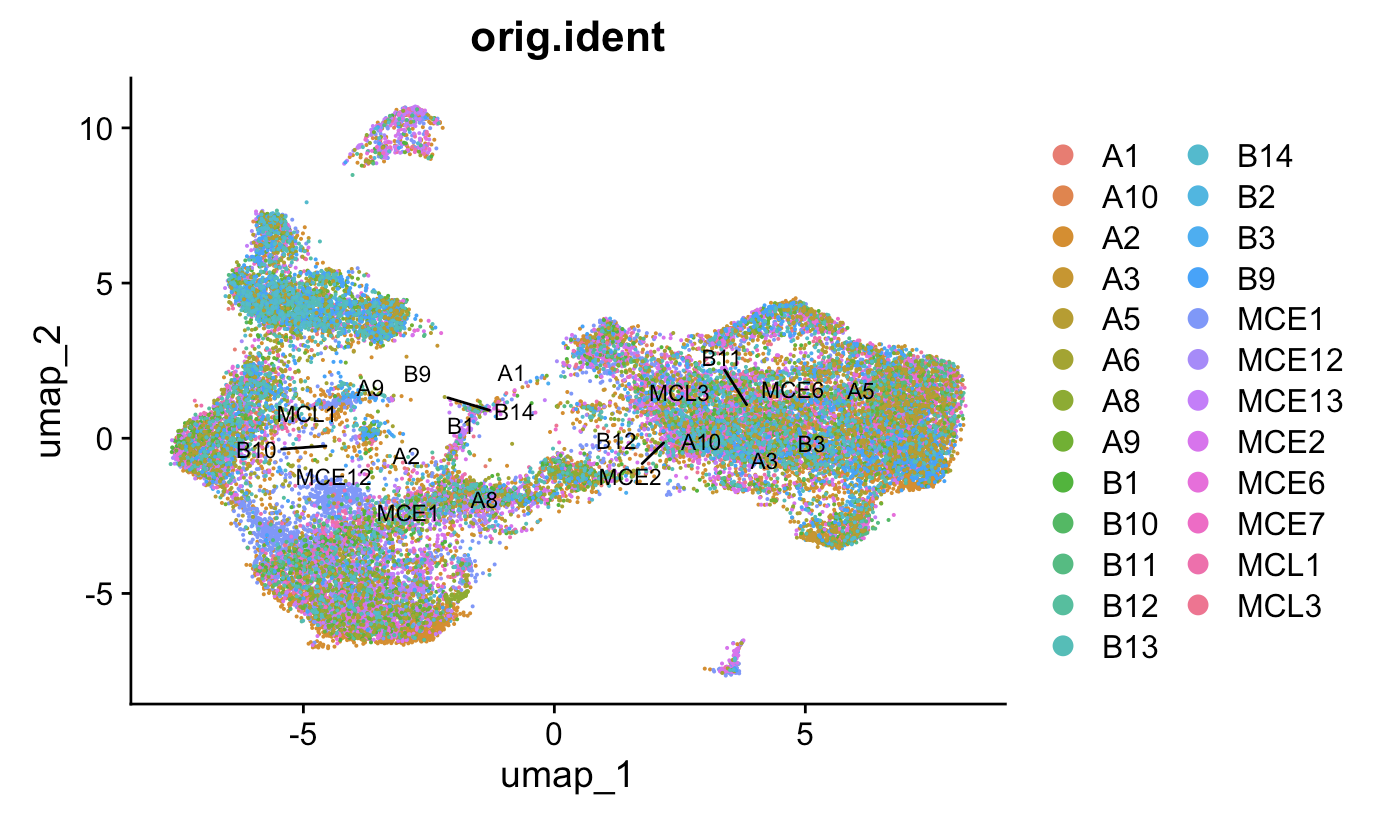 orig.ident
umap_2
10
5
0
-5
B11
MCL3
MCE6
A5
A1
B9
A9
B14
MCL1
B1
B10
A2
B12
A10
B3
A3
MCE2
MCE12
A8
MCE1
-5
0
5
umap_1
A1
A10
A2
A3
A5
A6
A8
A9
B1
B10
B11
B12
B13
B14
B2
B3
B9
MCE1
MCE12
MCE13
MCE2
MCE6
MCE7
MCL1
MCL3